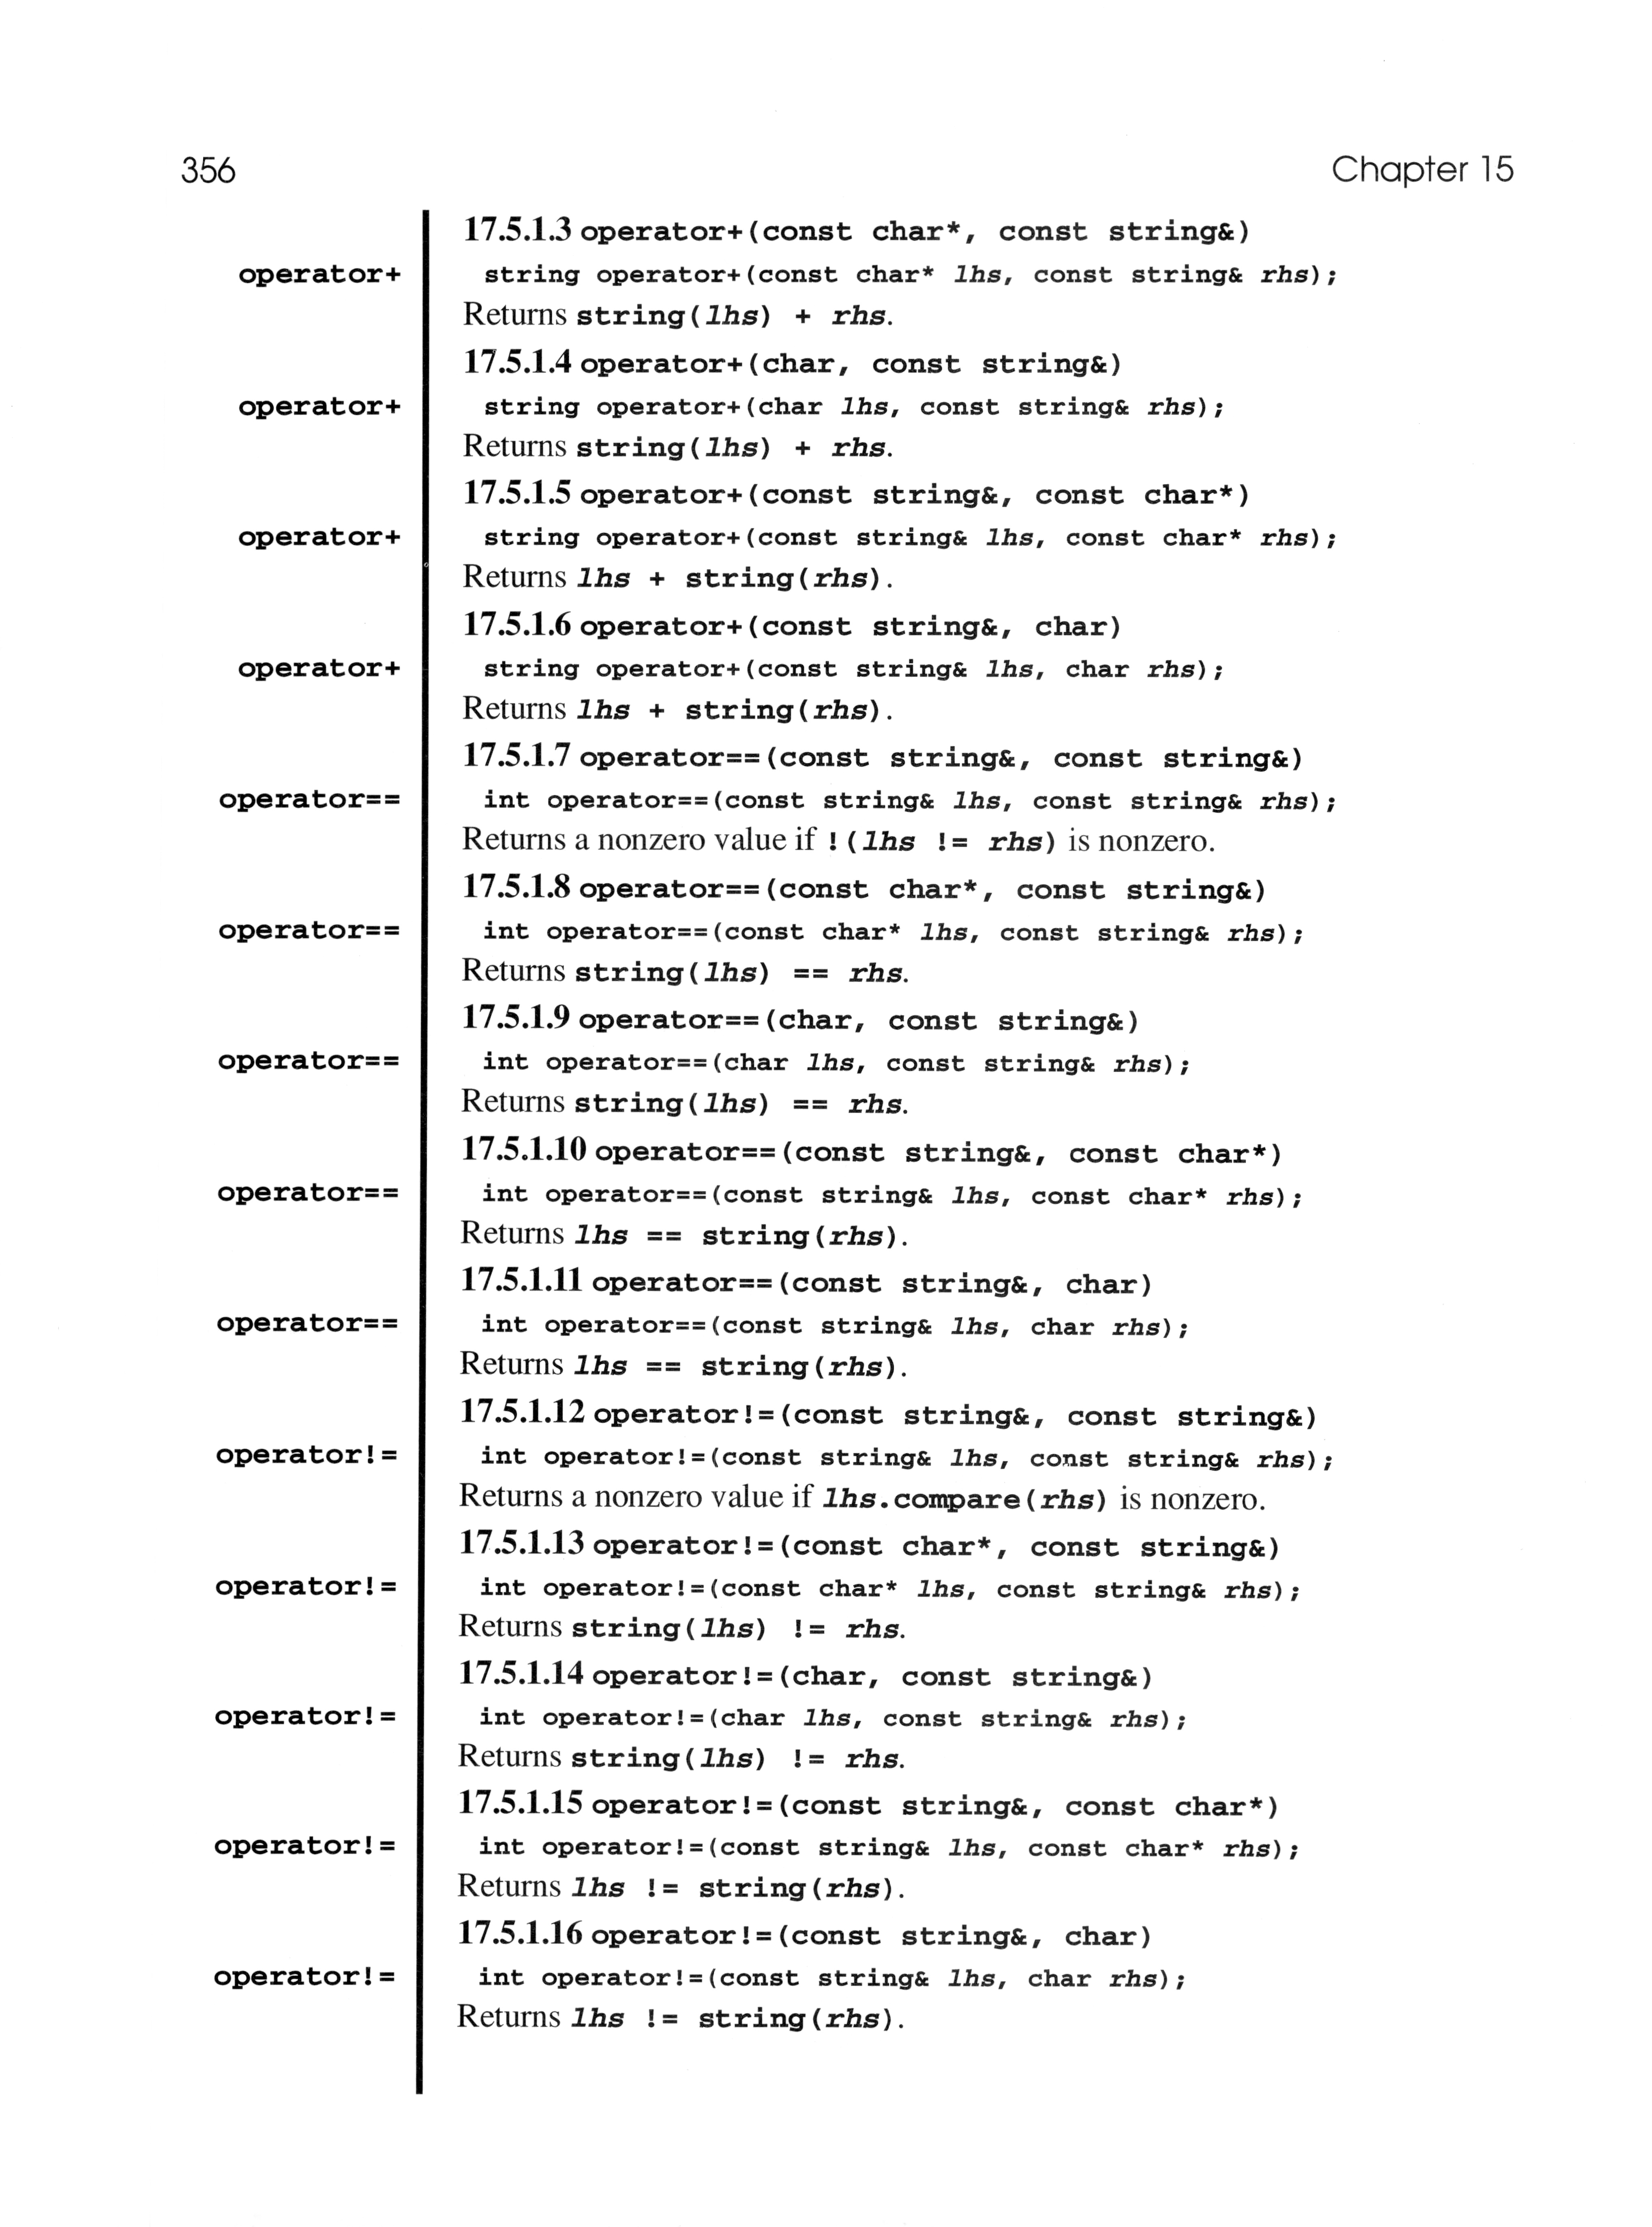 356 Chapter 15
17.5.1.3 operator+(const char*, const string&)
operator+ string operator+(const char* lhs, const string& rhs);
Returns string(lhs) + rhs.
17.5.1.4 operator+(char, const string&)
operator+ string operator+(char lhs, const string& rhs);
Returns string(lhs) + rhs.
17.5.1.5 operator+(const string&, const char*)
operator+ string operator+(const string& lhs, const char* rhs);
Returns lhs + string(rhs).
17.5.1.6 operator+(const string&, char)
operator+ string operator+(const string& lhs, char rhs);
Returns lhs + string(rhs).
17.5.1.7 operator==(const string&, const string&)
operator== int operator==(const string& lhs, const string& rhs);
Returns a nonzero value if !(lhs != rhs) is nonzero.
17.5.1.8 operator==(const char*, const string&)
operator== int operator==(const char* lhs, const string& rhs);
Returns string(lhs) == rhs.
17.5.1.9 operator==(char, const string&)
operator== int operator==(char lhs, const string& rhs);
Returns string(lhs) == rhs.
17.5.1.10 operator==(const string&, const char*)
operator== int operator==(const string& lhs, const char* rhs);
Returns lhs == string(rhs).
17.5.1.11 operator==(const string&, char)
operator== int operator==(const string& lhs, char rhs);
Returns lhs == string(rhs).
17.5.1.12 operator!=(const string&, const string&)
operator!= int operator!=(const string& lhs, const string& rhs);
Returns a nonzero value if lhs.compare(rhs) is nonzero.
17.5.1.13 operator!=(const char*, const string&)
operator!= int operator!=(const char* lhs, const string& rhs);
Returns string(lhs) != rhs.
17.5.1.14 operator!=(char, const string&)
operator!= int operator!=(char lhs, const string& rhs);
Returns string(lhs) != rhs.
17.5.1.15 operator!=(const string&, const char*)
operator!= int operator!=(const string& lhs, const char* rhs);
Returns lhs != string(rhs).
17.5.1.16 operator!=(const string&, char)
operator!= int operator!=(const string& lhs, char rhs);
Returns lhs != string(rhs).